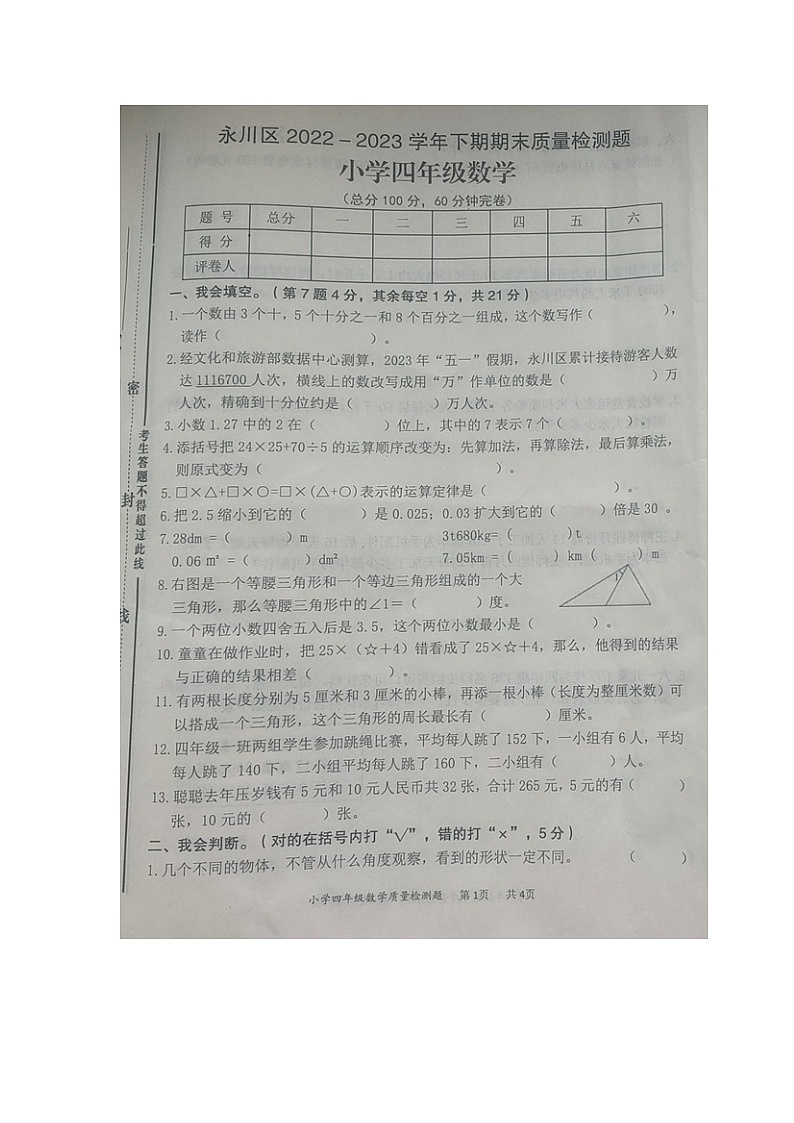 永川区 2022-2023 学年下期期末质量检测题
小学四年级数学
（总分 100 分，60 分钟完卷）
题 号 总分 一 二 三 四 五 六
得 分
评卷人
一、我会填空。（第 7 题 4 分，其余每空 1 分，共 21 分）
1.一个数由 3 个十，5 个十分之一和 8 个百分之一组成，这个数写作（ ），
读作（ ）。
2.经文化和旅游部数据中心测算，2023 年“五一”假期，永川区累计接待游客人数
达 1116700 人次，横线上的数改写成用“万”作单位的数是（ ）万
人次，精确到十分位约是（ ）万人次。
3.小数 1.27 中的 2 在（ ）位上，其中的 7 表示 7 个（ ）。
4.添括号把 24×25+70÷5 的运算顺序改变为：先算加法，再算除法，最后算乘法，
则原式变为（ ）。
5.□×△+□×○=□×(△+○)表示的运算定律是（ ）。
6.把 2.5 缩小到它的（ ）是 0.025；0.03 扩大到它的（ ）倍是 30 。
7.28dm =（ ）m 3t680kg=（ ）t
0.06 m² =（ ）dm² 7.05km =（ ）km（ ）m
8.右图是一个等腰三角形和一个等边三角形组成的一个大
三角形，那么等腰三角形中的∠1=（ ）度。
1
9.一个两位小数四舍五入后是 3.5，这个两位小数最小是（ ）。
10.童童在做作业时，把 25×（☆+4）错看成了 25×☆+4，那么，他得到的结果
与正确的结果相差（ ）。
11.有两根长度分别为 5 厘米和 3 厘米的小棒，再添一根小棒（长度为整厘米数）可
以搭成一个三角形，这个三角形的周长最长有（ ）厘米。
12.四年级一班两组学生参加跳绳比赛，平均每人跳了 152 下，一小组有 6 人，平均
每人跳了 140 下，二小组平均每人跳了 160 下，二小组有（ ）人。
13.聪聪去年压岁钱有 5 元和 10 元人民币共 32 张，合计 265 元，5 元的有（ ）
张，10 元的（ ）张。
二、我会判断。（对的在括号内打“√”，错的打“×”，5 分）
1.几个不同的物体，不管从什么角度观察，看到的形状一定不同。 （ ）
小学四年级数学质量检测题 第 1页 共 4页
密
封
线
考生答题不得超过此线